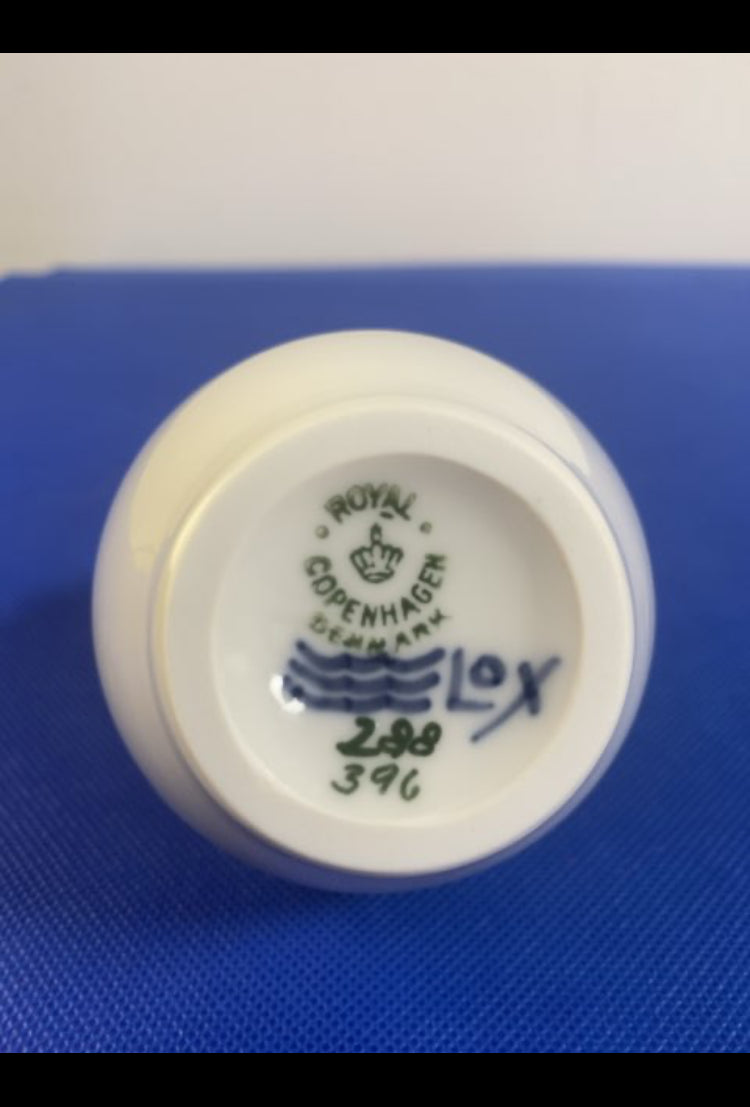 ROYAL
COPENHAGEN
DENMARK
LOX
288
396